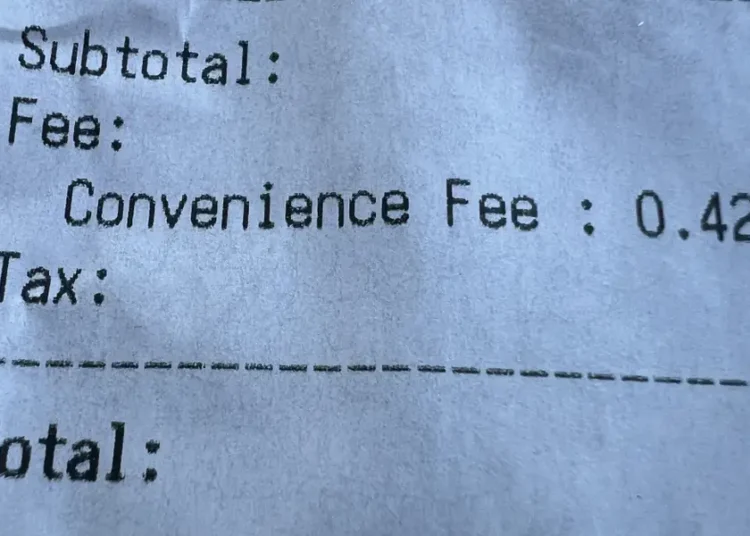 Subtotal:
Fee:
Convenience Fee : 0.42
Tax:
otal: